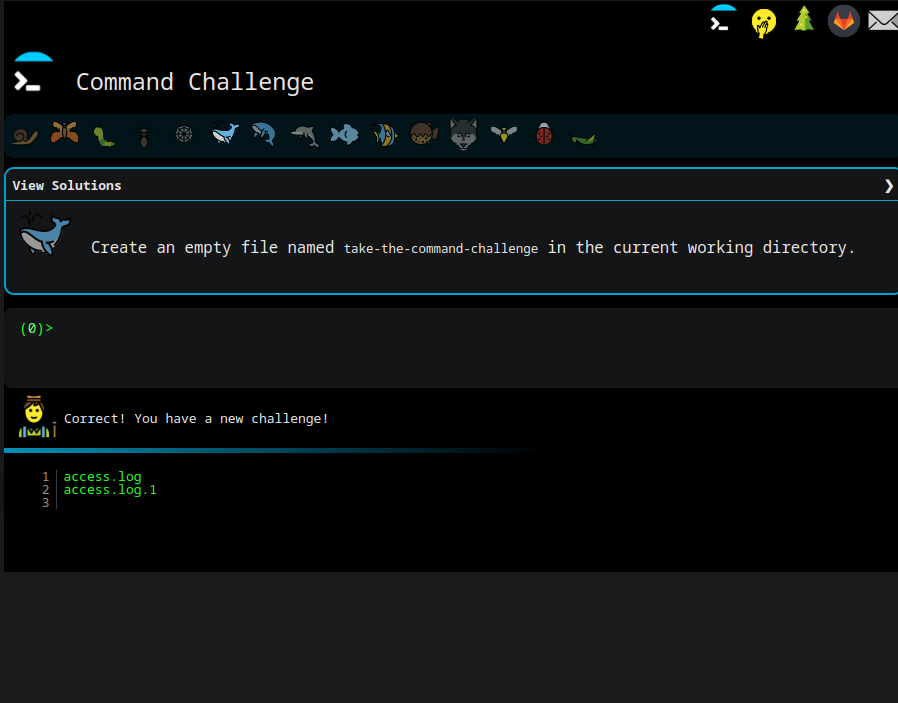 Command Challenge
View Solutions
Create an empty file named take-the-command-challenge in the current working directory.
(0)>
Correct! You have a new challenge!
1 access.log
2 access.log.1
3